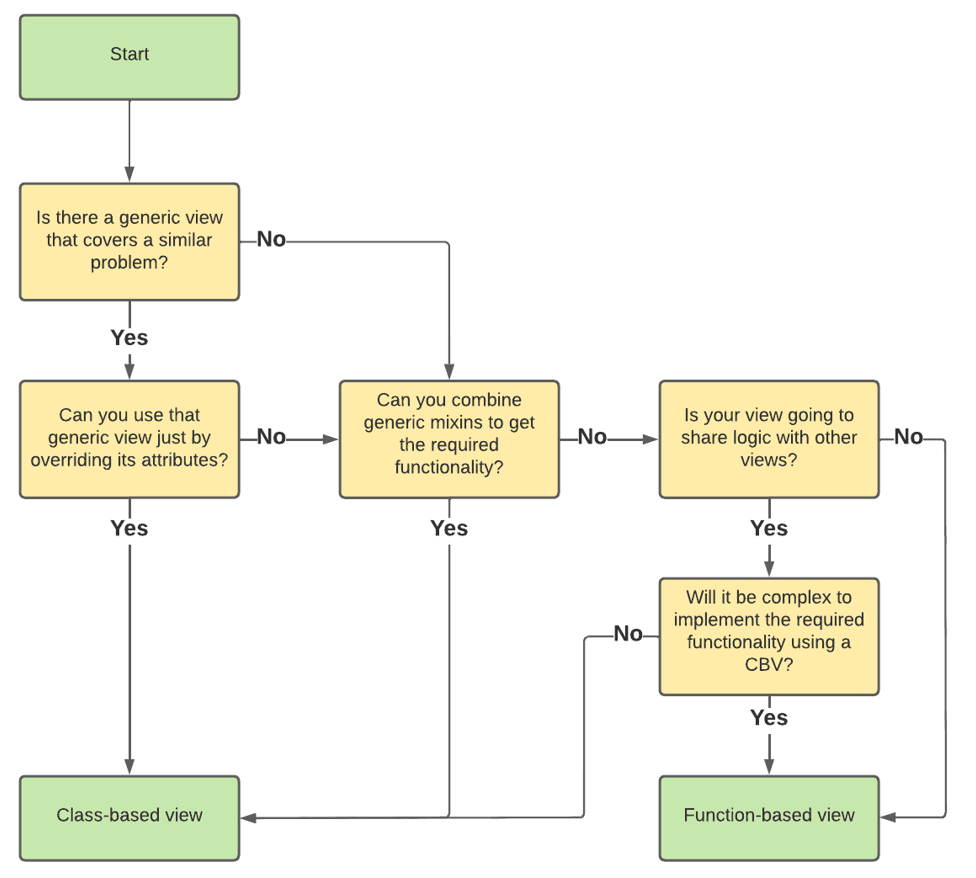 Start
Is there a generic view
that covers a similar
problem?
No
Yes
Can you use that
generic view just by
overriding its attributes?
No
Can you combine
generic mixins to get
the required
functionality?
No
Is your view going to
share logic with other
views?
No
Yes
Yes
Yes
Will it be complex to
implement the required
functionality using a
CBV?
No
Yes
Class-based view
Function-based view